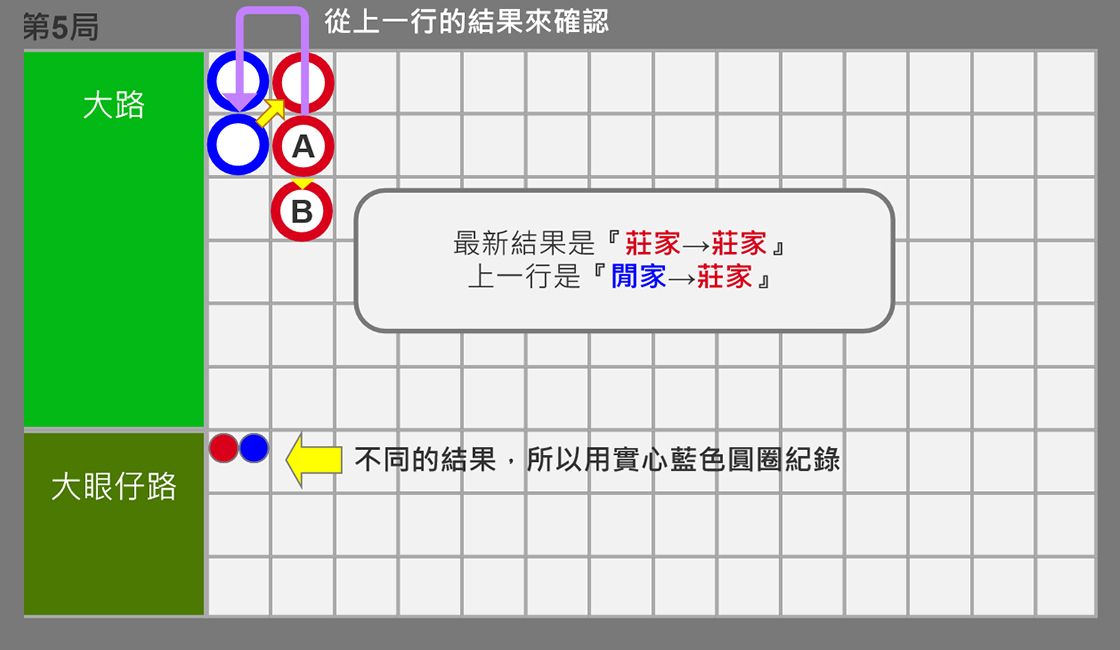 第5局
從上一行的結果來確認
大路
A
B
最新結果是『莊家→莊家』
上一行是『閒家→莊家』
大眼仔路
不同的結果，所以用實心藍色圓圈紀錄